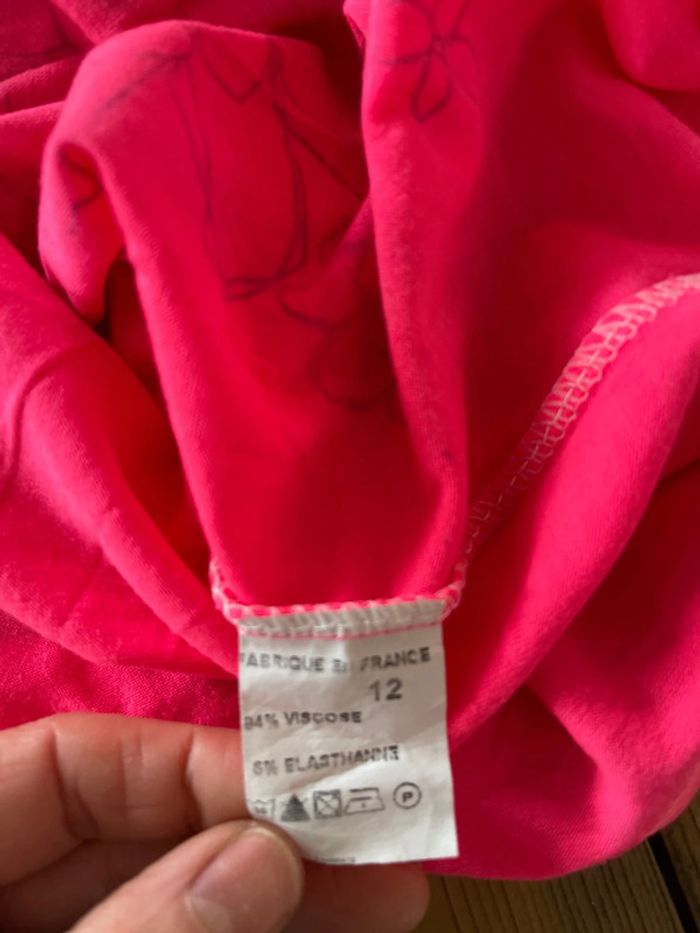 FABRIQUE EN FRANCE
12
94% VISCOSE
6% ELASTHANNE
P